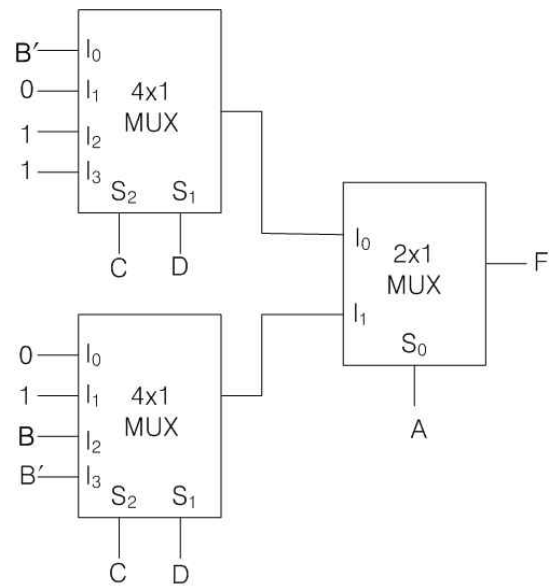 B′ I₀
0 I₁
1 I₂
1 I₃
4x1
MUX
S₂ S₁
C D
I₀
I₁
2x1
MUX
S₀
F
A
0 I₀
1 I₁
B I₂
B′ I₃
4x1
MUX
S₂ S₁
C D